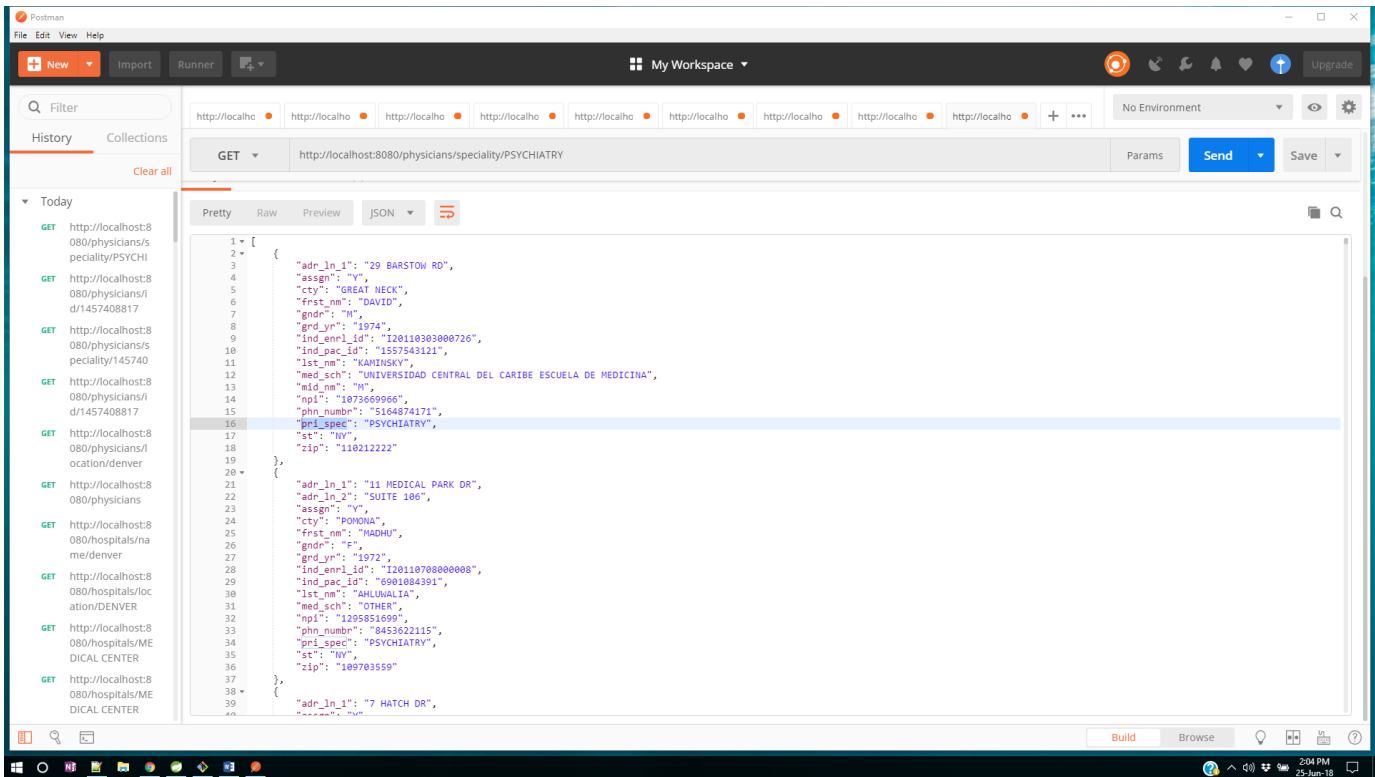 Postman
File Edit View Help
New Import Runner My Workspace Upgrade
Filter
History Collections
Clear all
Today
GET http://localhost:8
080/physicians/s
peciality/PSYCHI
GET http://localhost:8
080/physicians/i
d/1457408817
GET http://localhost:8
080/physicians/s
peciality/145740
GET http://localhost:8
080/physicians/i
d/1457408817
GET http://localhost:8
080/physicians/l
ocation/denver
GET http://localhost:8
080/physicians
GET http://localhost:8
080/hospitals/na
me/denver
GET http://localhost:8
080/hospitals/loc
ation/DENVER
GET http://localhost:8
080/hospitals/ME
DICAL CENTER
GET http://localhost:8
080/hospitals/ME
DICAL CENTER
http://localho http://localho http://localho http://localho http://localho http://localho http://localho http://localho http://localho
No Environment
GET http://localhost:8080/physicians/speciality/PSYCHIATRY Params Send Save
Pretty Raw Preview JSON
1 [
2 {
3 "adr_ln_1": "29 BARSTOW RD",
4 "assgn": "Y",
5 "cty": "GREAT NECK",
6 "frst_nm": "DAVID",
7 "gndr": "M",
8 "grd_yr": "1974",
9 "ind_enrl_id": "I20110303000726",
10 "ind_pac_id": "1557543121",
11 "lst_nm": "KAMINSKY",
12 "med_sch": "UNIVERSIDAD CENTRAL DEL CARIBE ESCUELA DE MEDICINA",
13 "mid_nm": "M",
14 "npi": "1073669966",
15 "phn_numbr": "5164874171",
16 "pri_spec": "PSYCHIATRY",
17 "st": "NY",
18 "zip": "110212222"
19 },
20 {
21 "adr_ln_1": "11 MEDICAL PARK DR",
22 "adr_ln_2": "SUITE 106",
23 "assgn": "Y",
24 "cty": "POMONA",
25 "frst_nm": "MADHU",
26 "gndr": "F",
27 "grd_yr": "1972",
28 "ind_enrl_id": "I20110708000008",
29 "ind_pac_id": "6901084391",
30 "lst_nm": "AHLUWALIA",
31 "med_sch": "OTHER",
32 "npi": "1295851699",
33 "phn_numbr": "8453622115",
34 "pri_spec": "PSYCHIATRY",
35 "st": "NY",
36 "zip": "109703559"
37 },
38 {
39 "adr_ln_1": "7 HATCH DR",
Build Browse
2:04 PM
25-Jun-18